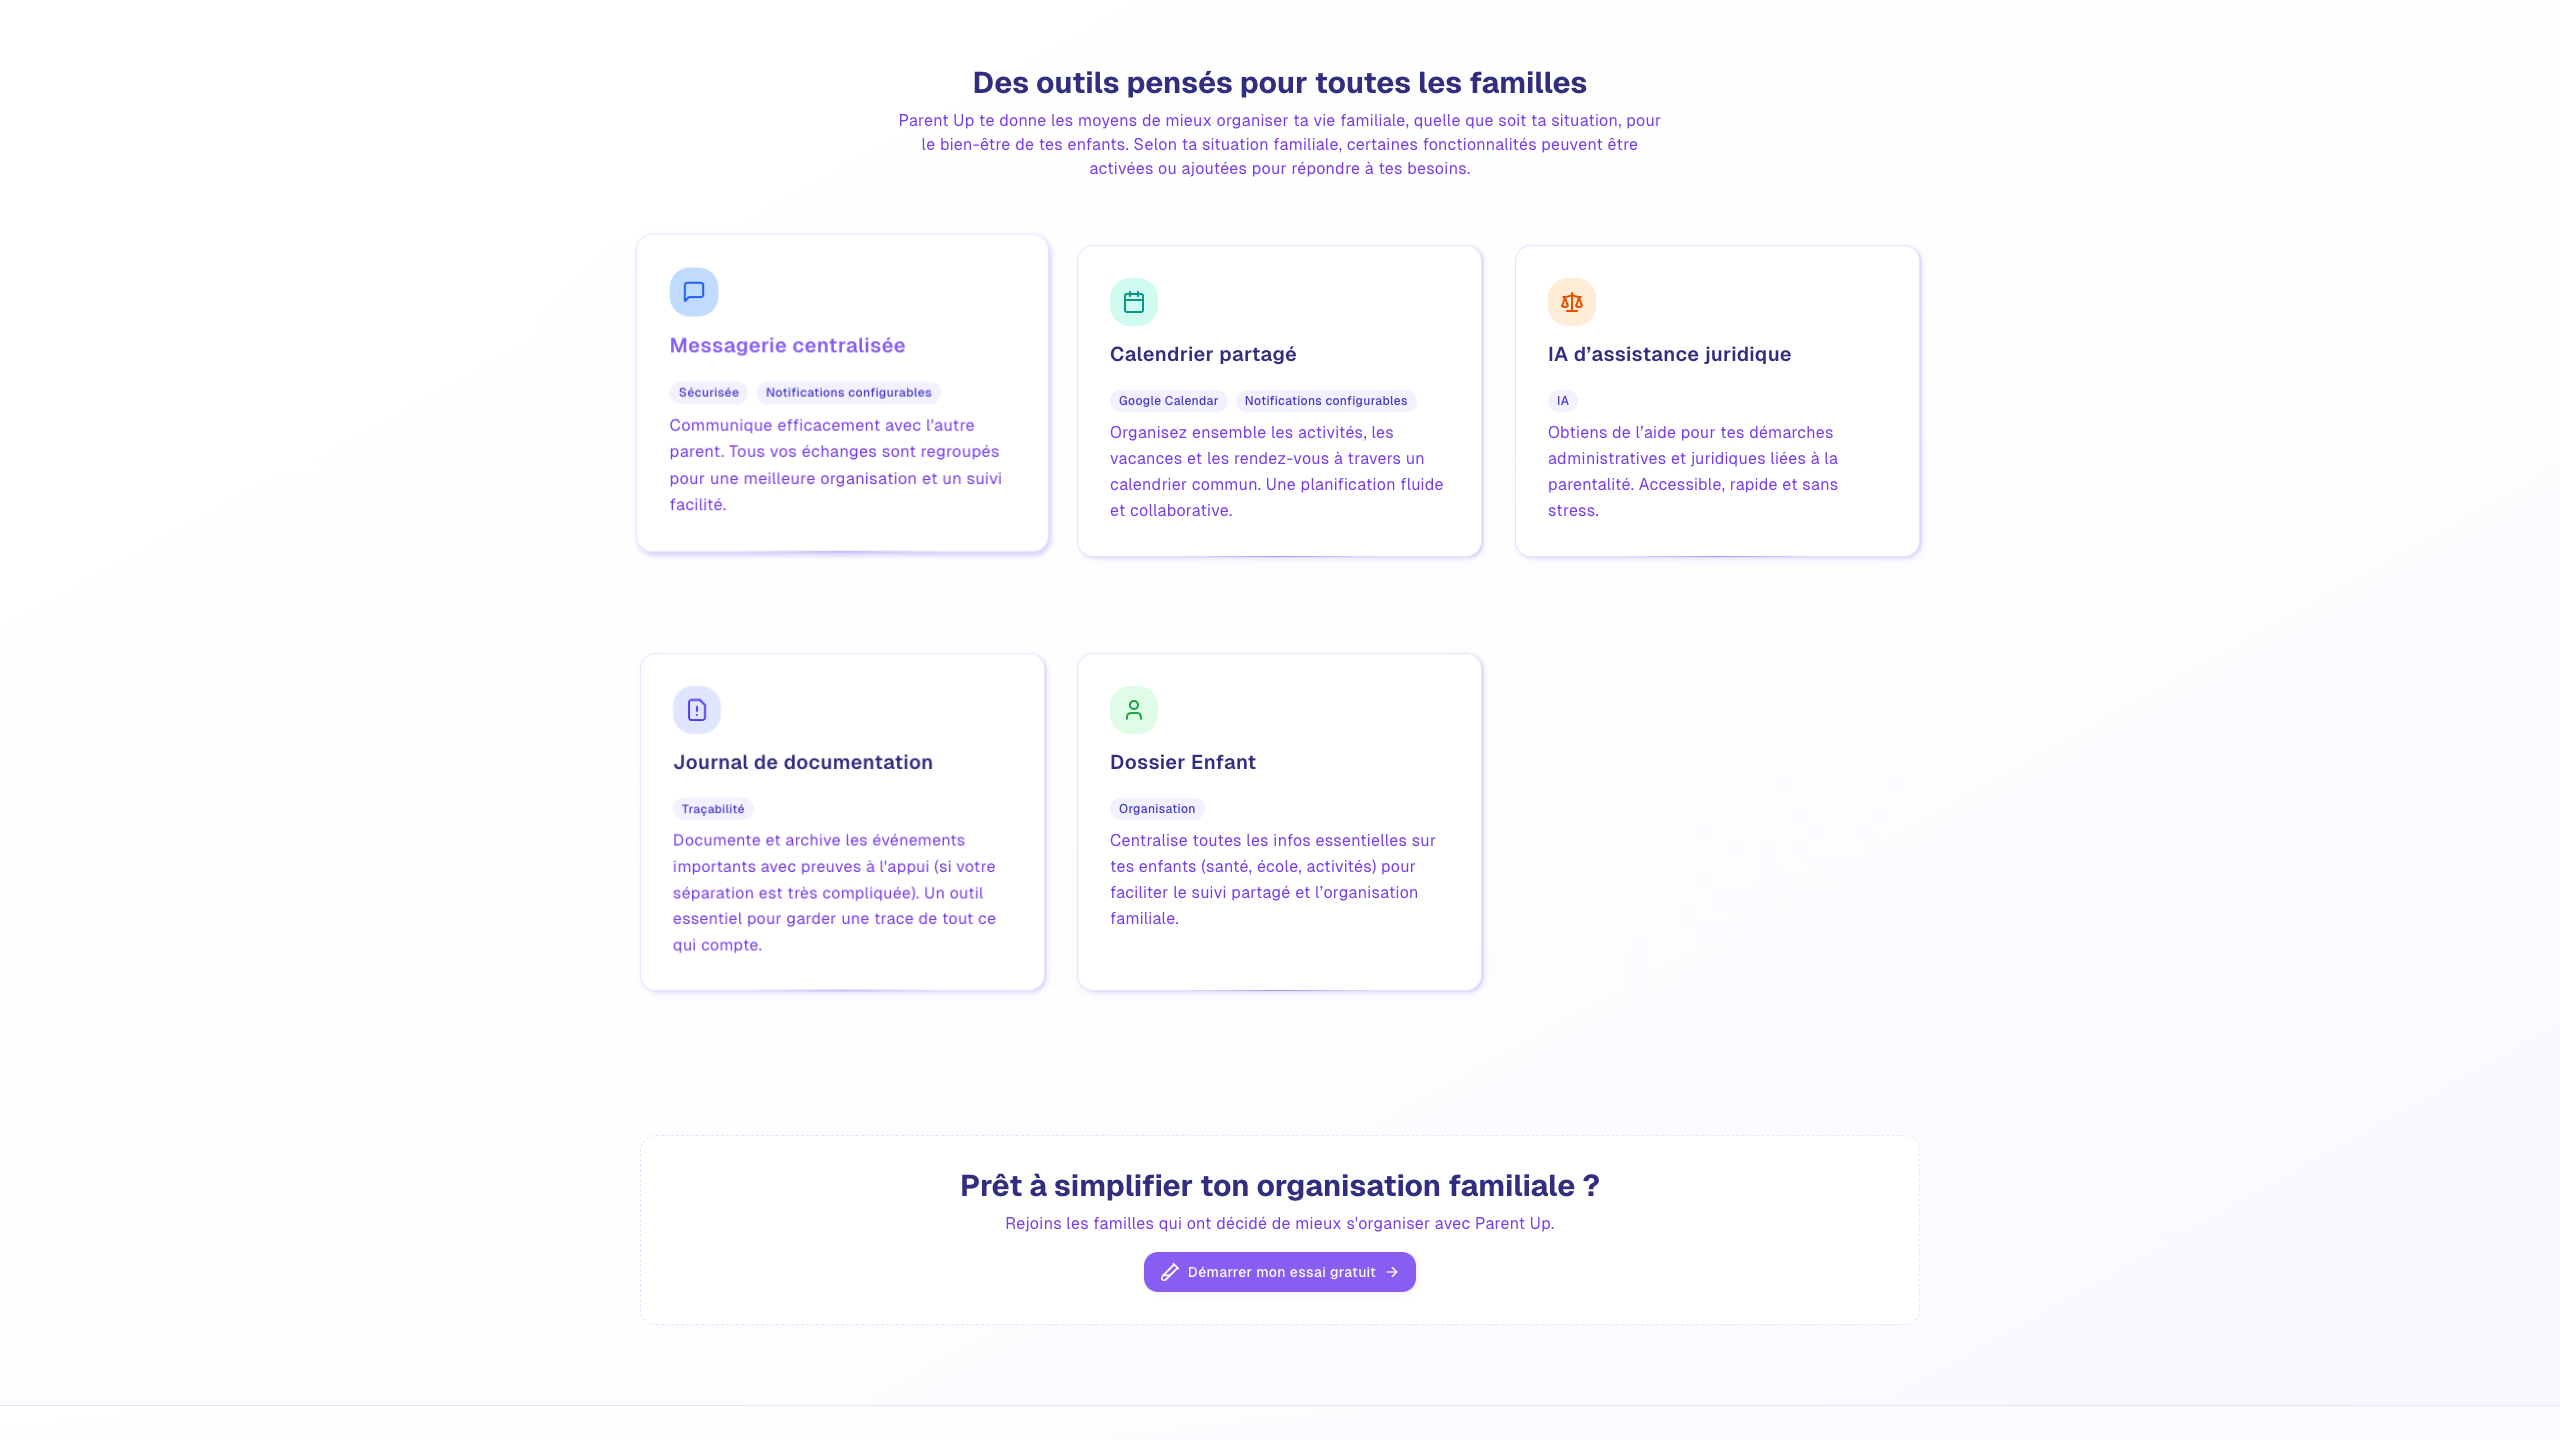 Des outils pensés pour toutes les familles
Parent Up te donne les moyens de mieux organiser ta vie familiale, quelle que soit ta situation, pour
le bien-être de tes enfants. Selon ta situation familiale, certaines fonctionnalités peuvent être
activées ou ajoutées pour répondre à tes besoins.
Messagerie centralisée
Sécurisée Notifications configurables
Communique efficacement avec l'autre
parent. Tous vos échanges sont regroupés
pour une meilleure organisation et un suivi
facilité.
Calendrier partagé
Google Calendar Notifications configurables
Organisez ensemble les activités, les
vacances et les rendez-vous à travers un
calendrier commun. Une planification fluide
et collaborative.
IA d’assistance juridique
IA
Obtiens de l’aide pour tes démarches
administratives et juridiques liées à la
parentalité. Accessible, rapide et sans
stress.
Journal de documentation
Traçabilité
Documente et archive les événements
importants avec preuves à l'appui (si votre
séparation est très compliquée). Un outil
essentiel pour garder une trace de tout ce
qui compte.
Dossier Enfant
Organisation
Centralise toutes les infos essentielles sur
tes enfants (santé, école, activités) pour
faciliter le suivi partagé et l’organisation
familiale.
Prêt à simplifier ton organisation familiale ?
Rejoins les familles qui ont décidé de mieux s'organiser avec Parent Up.
Démarrer mon essai gratuit →